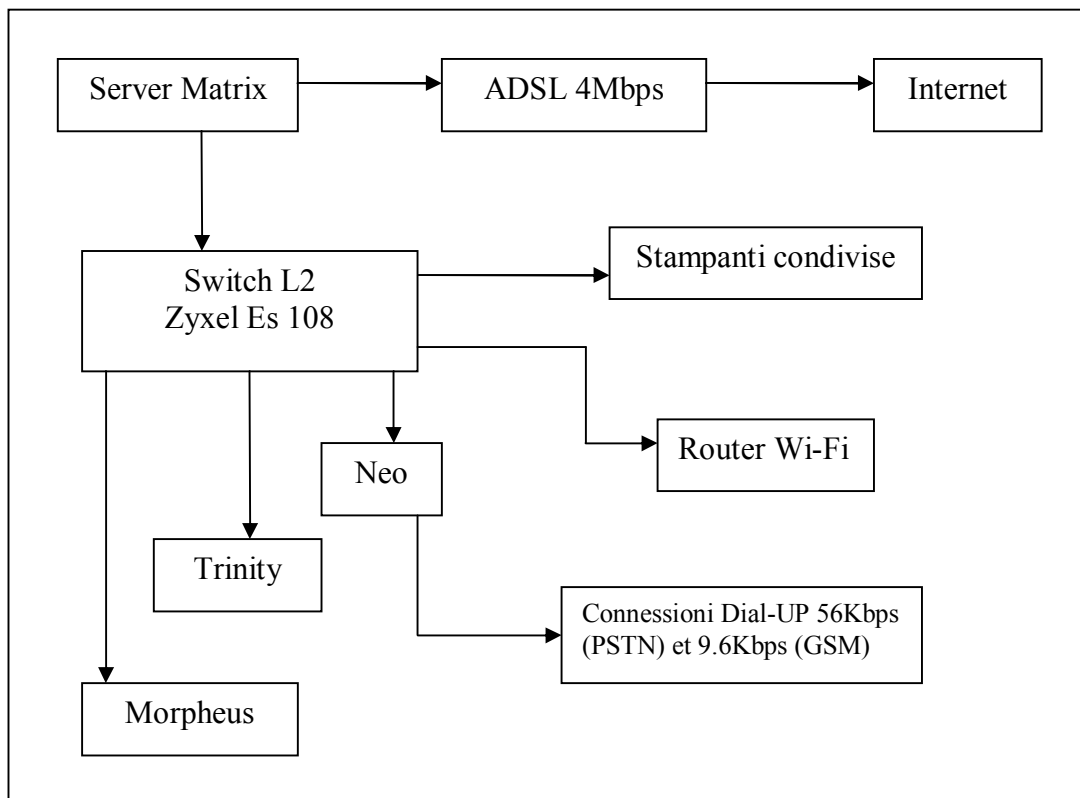 Server Matrix
ADSL 4Mbps
Internet
Switch L2
Zyxel Es 108
Stampanti condivise
Router Wi-Fi
Neo
Trinity
Connessioni Dial-UP 56Kbps
(PSTN) et 9.6Kbps (GSM)
Morpheus